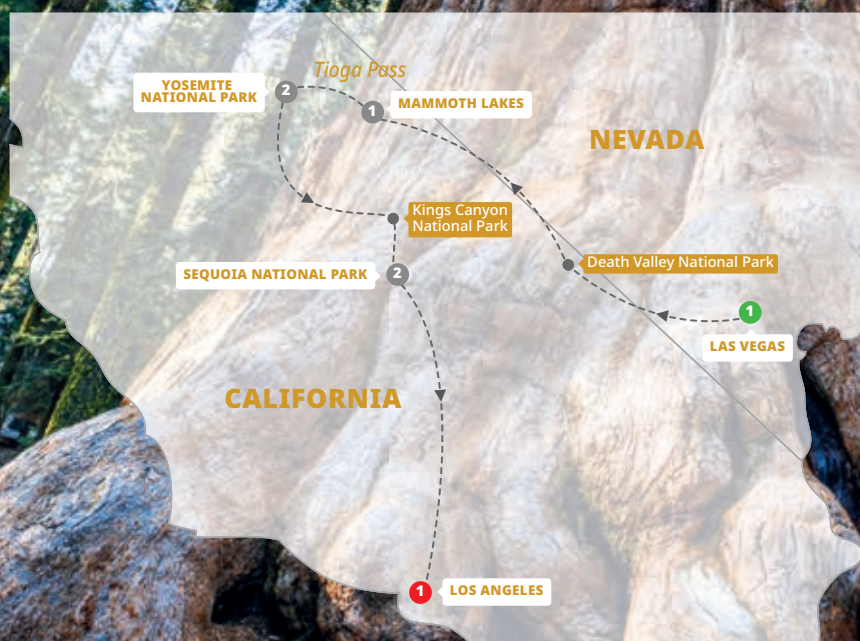 Tioga Pass
YOSEMITE
NATIONAL PARK
2
1
MAMMOTH LAKES
NEVADA
Kings Canyon
National Park
Death Valley National Park
SEQUOIA NATIONAL PARK
2
1
LAS VEGAS
CALIFORNIA
1
LOS ANGELES